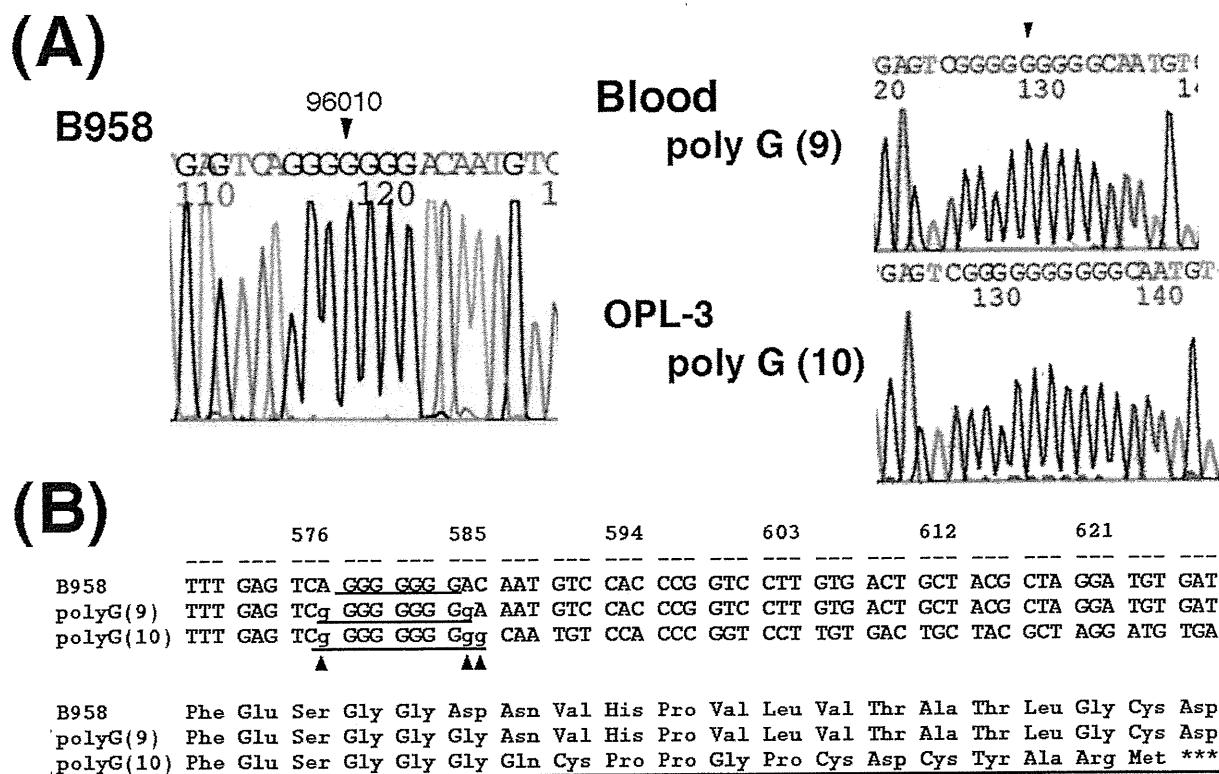 (A)
B958
96010
GAGTCAGGGGGGGACAATGTC
110 120 1
Blood
poly G (9)
GAGTCGGGGGGGGGCAATGT
20 130 14
OPL-3
poly G (10)
GAGTCGGGGGGGGGGCAATGT
130 140
(B)
576 585 594 603 612 621
--- --- --- --- --- --- --- --- --- --- --- --- --- --- --- --- --- --- --- ---
B958 TTT GAG TCA GGG GGG GAC AAT GTC CAC CCG GTC CTT GTG ACT GCT ACG CTA GGA TGT GAT
polyG(9) TTT GAG TCg GGG GGG GgA AAT GTC CAC CCG GTC CTT GTG ACT GCT ACG CTA GGA TGT GAT
polyG(10) TTT GAG TCg GGG GGG Ggg CAA TGT CCA CCC GGT CCT TGT GAC TGC TAC GCT AGG ATG TGA
B958 Phe Glu Ser Gly Gly Asp Asn Val His Pro Val Leu Val Thr Ala Thr Leu Gly Cys Asp
polyG(9) Phe Glu Ser Gly Gly Gly Asn Val His Pro Val Leu Val Thr Ala Thr Leu Gly Cys Asp
polyG(10) Phe Glu Ser Gly Gly Gly Gln Cys Pro Pro Gly Pro Cys Asp Cys Tyr Ala Arg Met ***